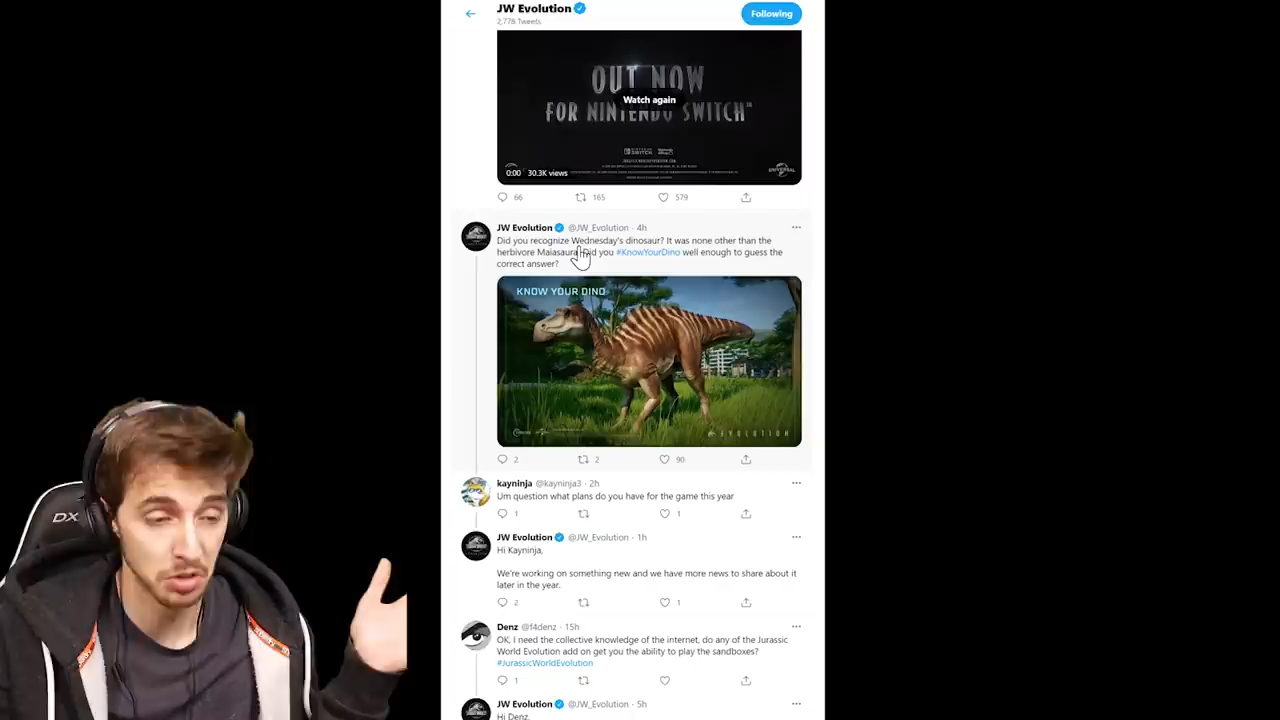 JW Evolution
2,778 Tweets
Following
OUT NOW
Watch again
FOR NINTENDO SWITCH
UNIVERSAL
0:00 30.3K views
66 165 579
JW Evolution @JW_Evolution · 4h
Did you recognize Wednesday's dinosaur? It was none other than the
herbivore Maiasaura. Did you #KnowYourDino well enough to guess the
correct answer?
KNOW YOUR DINO
EVOLUTION
2 2 90
kayninja @kayninja3 · 2h
Um question what plans do you have for the game this year
1 1
JW Evolution @JW_Evolution · 1h
Hi Kayninja,
We're working on something new and we have more news to share about it
later in the year.
2 1
Denz @f4denz · 15h
OK, I need the collective knowledge of the internet, do any of the Jurassic
World Evolution add on get you the ability to play the sandboxes?
#JurassicWorldEvolution
1
JW Evolution @JW_Evolution · 5h
Hi Denz,
DX